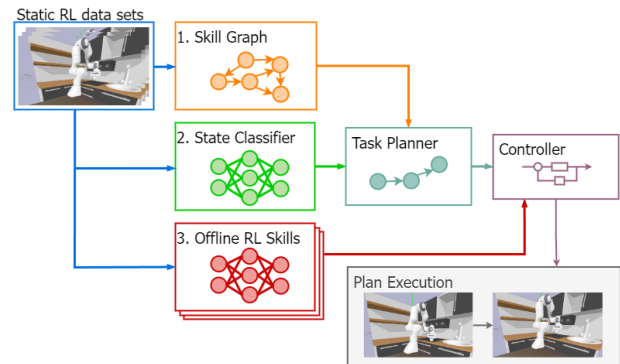 Static RL data sets
1. Skill Graph
2. State Classifier
Task Planner
Controller
3. Offline RL Skills
Plan Execution